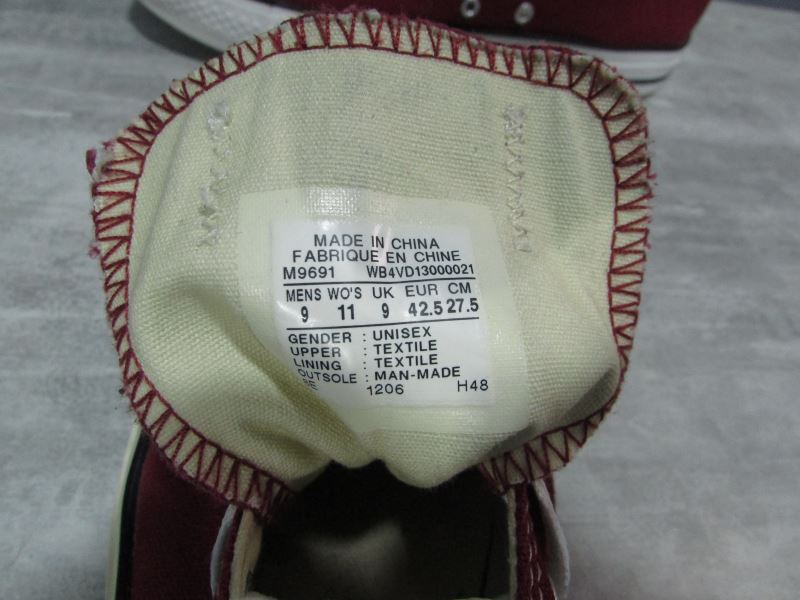 MADE IN CHINA
FABRIQUE EN CHINE
M9691 WB4VD13000021
MENS WO'S UK EUR CM
9 11 9 42.5 27.5
GENDER : UNISEX
UPPER : TEXTILE
LINING : TEXTILE
OUTSOLE : MAN-MADE
1206 H48